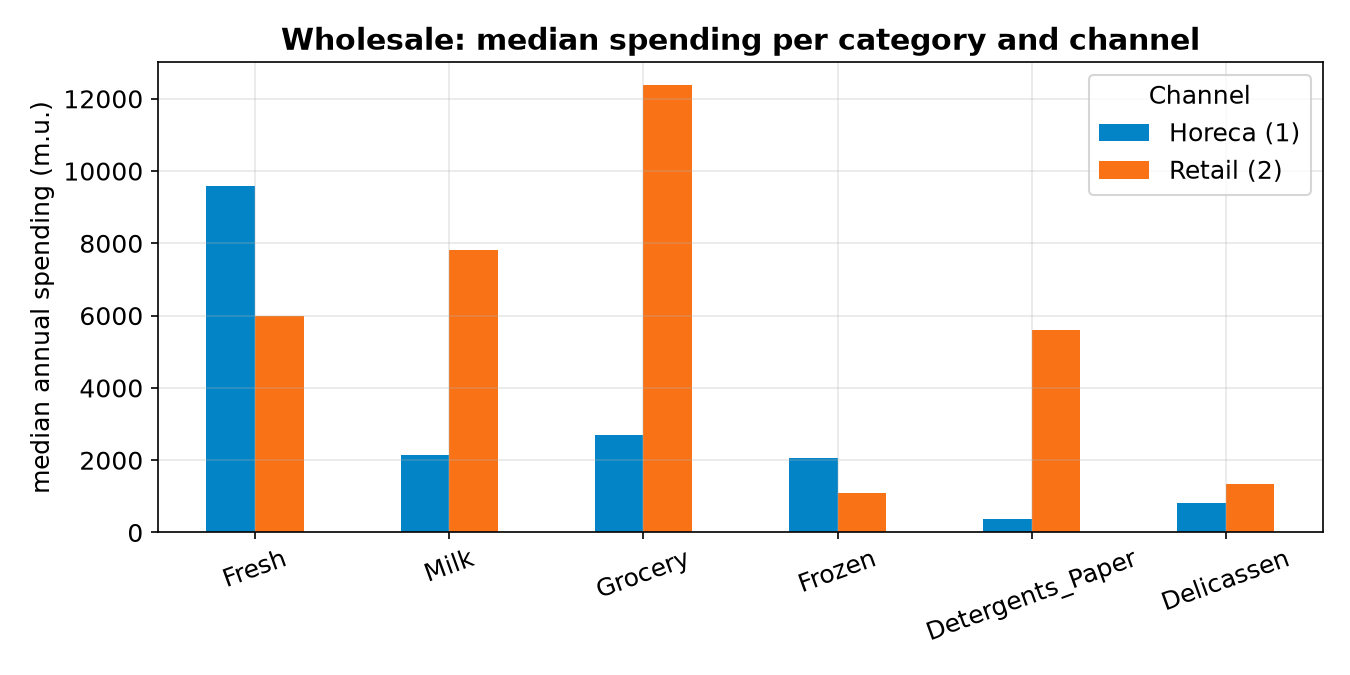 Wholesale: median spending per category and channel
median annual spending (m.u.)
12000
10000
8000
6000
4000
2000
0
Channel
Horeca (1)
Retail (2)
Fresh
Milk
Grocery
Frozen
Detergents_Paper
Delicassen